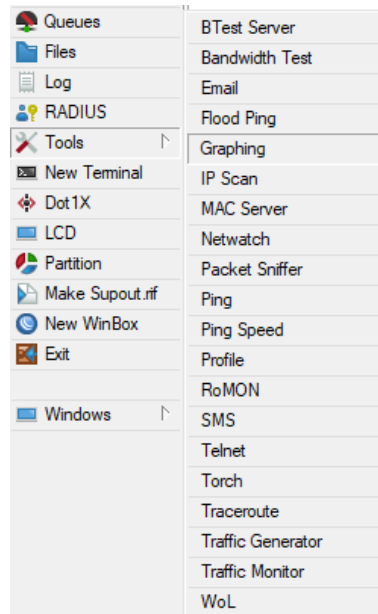 Queues
Files
Log
RADIUS
Tools
New Terminal
Dot1X
LCD
Partition
Make Supout.rif
New WinBox
Exit
Windows
BTest Server
Bandwidth Test
Email
Flood Ping
Graphing
IP Scan
MAC Server
Netwatch
Packet Sniffer
Ping
Ping Speed
Profile
RoMON
SMS
Telnet
Torch
Traceroute
Traffic Generator
Traffic Monitor
WoL